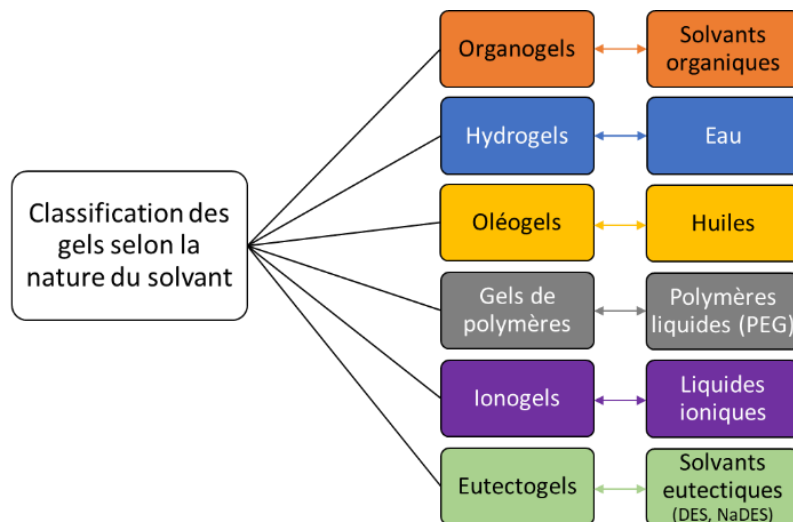 Classification des
gels selon la
nature du solvant
Organogels
Solvants
organiques
Hydrogels
Eau
Oléogels
Huiles
Gels de
polymères
Polymères
liquides (PEG)
Ionogels
Liquides
ioniques
Eutectogels
Solvants
eutectiques
(DES, NaDES)